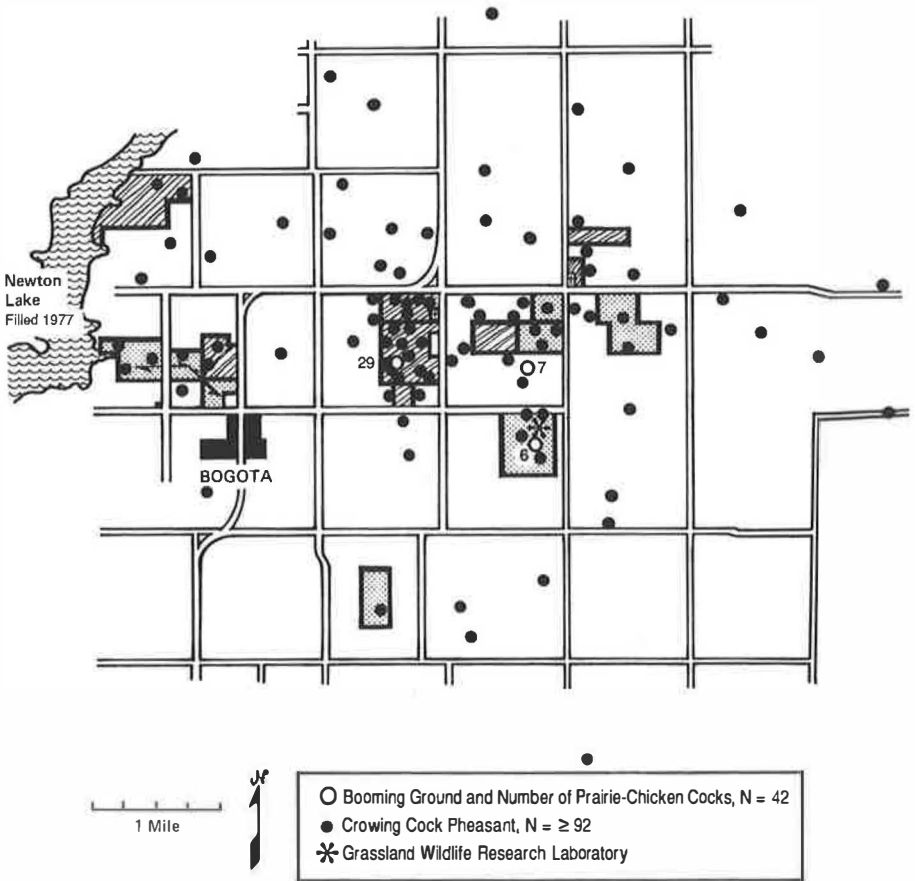 Newton
Lake
Filled 1977
29
7
6
BOGOTA
1 Mile
N
Booming Ground and Number of Prairie-Chicken Cocks, N = 42
Crowing Cock Pheasant, N = ≥ 92
Grassland Wildlife Research Laboratory